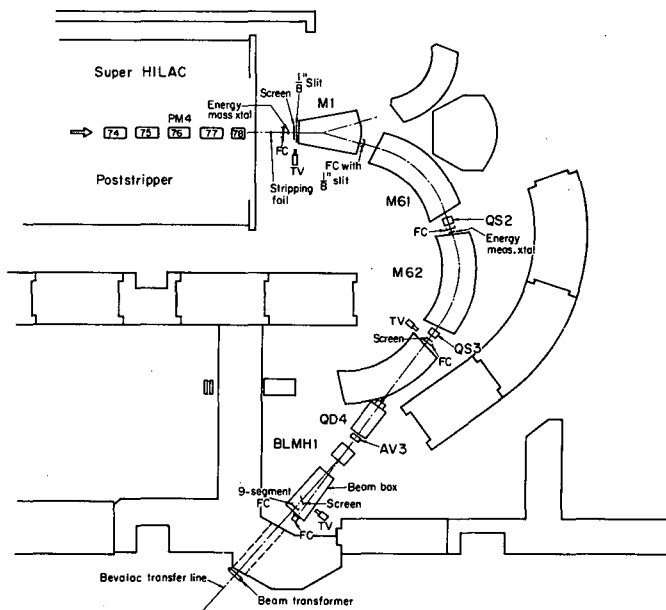 Super HILAC
PM4
74
75
76
77
78
Poststripper
Energy
mass xtal
Screen
1/8" Slit
M1
FC
TV
Stripping
foil
FC with
1/8" slit
M61
QS2
FC
Energy
meas. xtal
M62
TV
Screen
QS3
FC
QD4
AV3
BLMH1
9-segment
FC
Beam box
Screen
TV
FC
Bevalac transfer line
Beam transformer